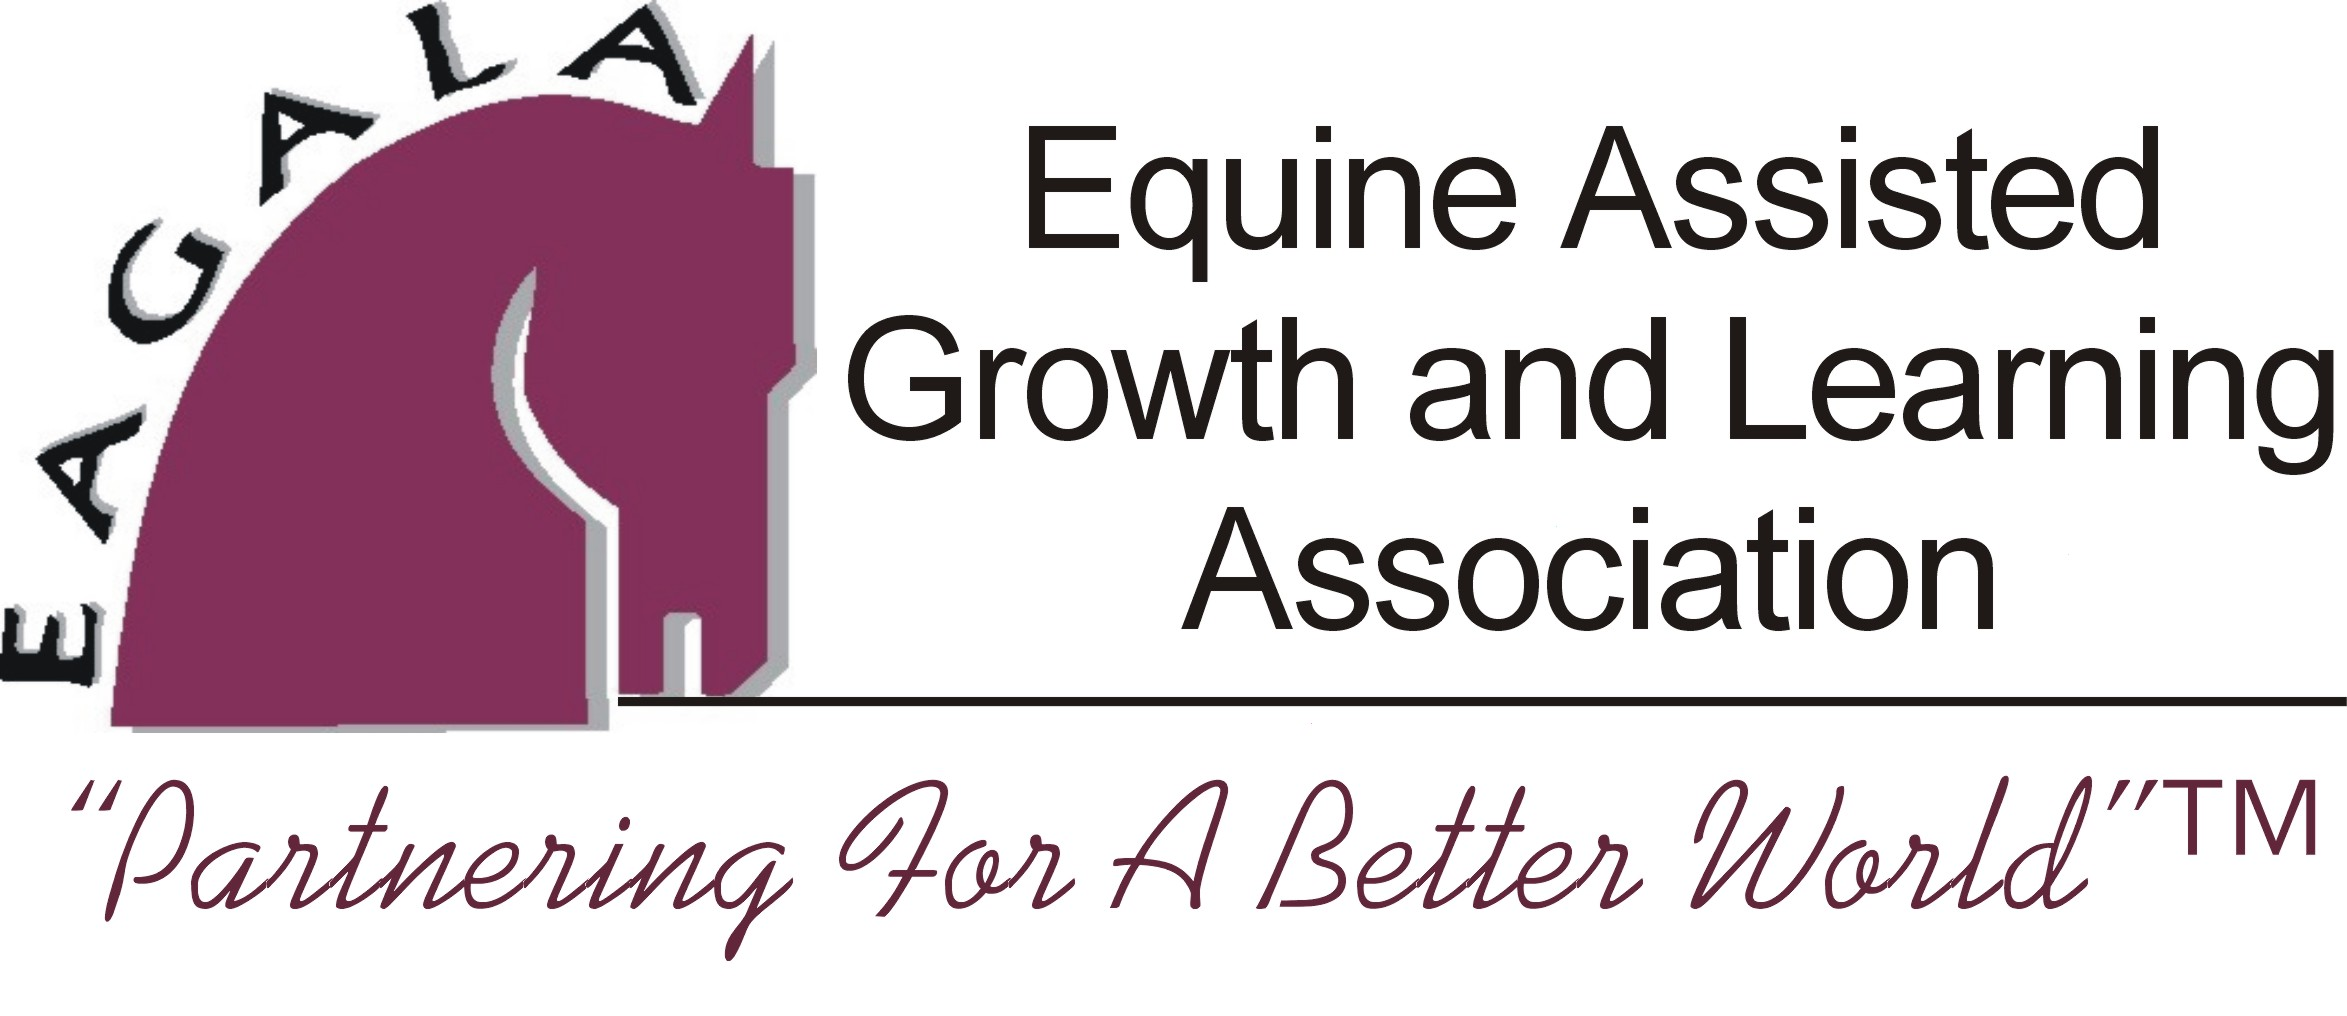 EAGALA
Equine Assisted
Growth and Learning
Association
“Partnering For A Better World”TM